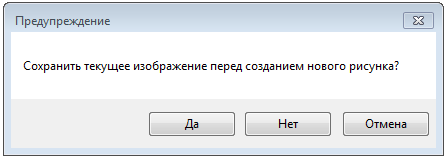 Предупреждение
Сохранить текущее изображение перед созданием нового рисунка?
Да Нет Отмена